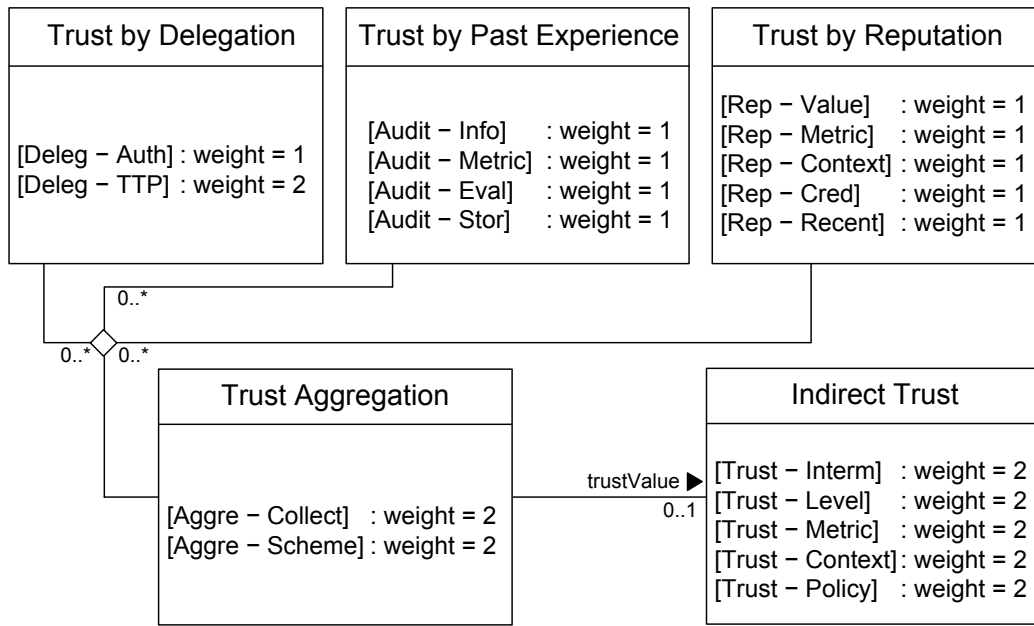 Trust by Delegation
[Deleg − Auth] : weight = 1
[Deleg − TTP] : weight = 2
Trust by Past Experience
[Audit − Info] : weight = 1
[Audit − Metric] : weight = 1
[Audit − Eval] : weight = 1
[Audit − Stor] : weight = 1
Trust by Reputation
[Rep − Value] : weight = 1
[Rep − Metric] : weight = 1
[Rep − Context] : weight = 1
[Rep − Cred] : weight = 1
[Rep − Recent] : weight = 1
0..*
0..*
0..*
Trust Aggregation
[Aggre − Collect] : weight = 2
[Aggre − Scheme] : weight = 2
trustValue
0..1
Indirect Trust
[Trust − Interm] : weight = 2
[Trust − Level] : weight = 2
[Trust − Metric] : weight = 2
[Trust − Context] : weight = 2
[Trust − Policy] : weight = 2